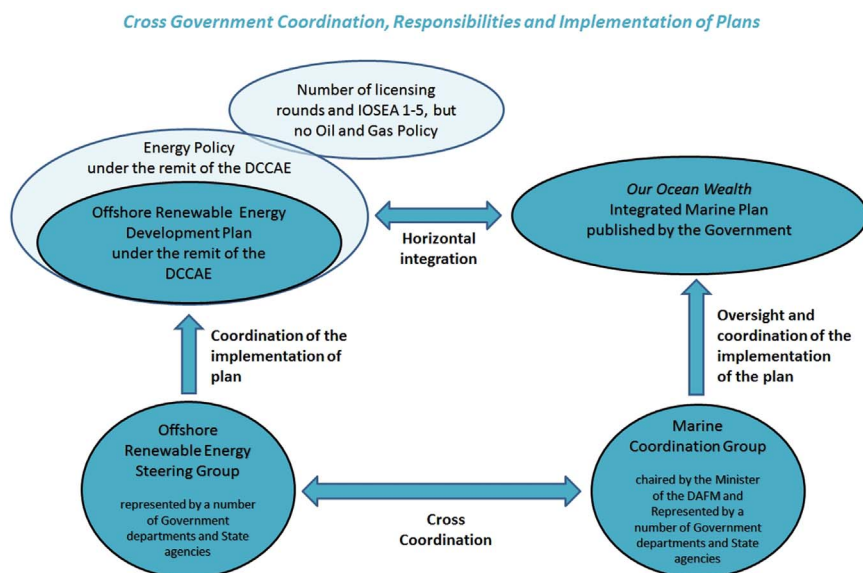 Cross Government Coordination, Responsibilities and Implementation of Plans
Number of licensing
rounds and IOSEA 1-5, but
no Oil and Gas Policy
Energy Policy
under the remit of the DCCAE
Offshore Renewable Energy
Development Plan
under the remit of the
DCCAE
Horizontal
integration
Our Ocean Wealth
Integrated Marine Plan
published by the Government
Coordination of the
implementation of
plan
Oversight and
coordination of the
implementation
of the plan
Offshore
Renewable Energy
Steering Group
represented by a number
of Government
departments and State
agencies
Cross
Coordination
Marine
Coordination Group
chaired by the Minister
of the DAFM and
Represented by a
number of Government
departments and State
agencies